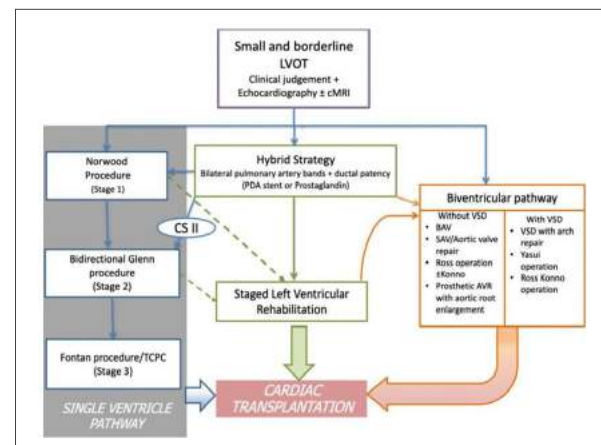 Small and borderline
LVOT
Clinical judgement +
Echocardiography ± cMRI
Norwood
Procedure
(Stage 1)
Hybrid Strategy
Bilateral pulmonary artery bands + ductal patency
(PDA stent or Prostaglandin)
CS II
Bidirectional Glenn
procedure
(Stage 2)
Staged Left Ventricular
Rehabilitation
Fontan procedure/TCPC
(Stage 3)
SINGLE VENTRICLE
PATHWAY
CARDIAC
TRANSPLANTATION
Biventricular pathway
Without VSD
• BAV
• SAV/Aortic valve
repair
• Ross operation
±Konno
• Prosthetic AVR
with aortic root
enlargement
With VSD
• VSD with arch
repair
• Yasui
operation
• Ross Konno
operation